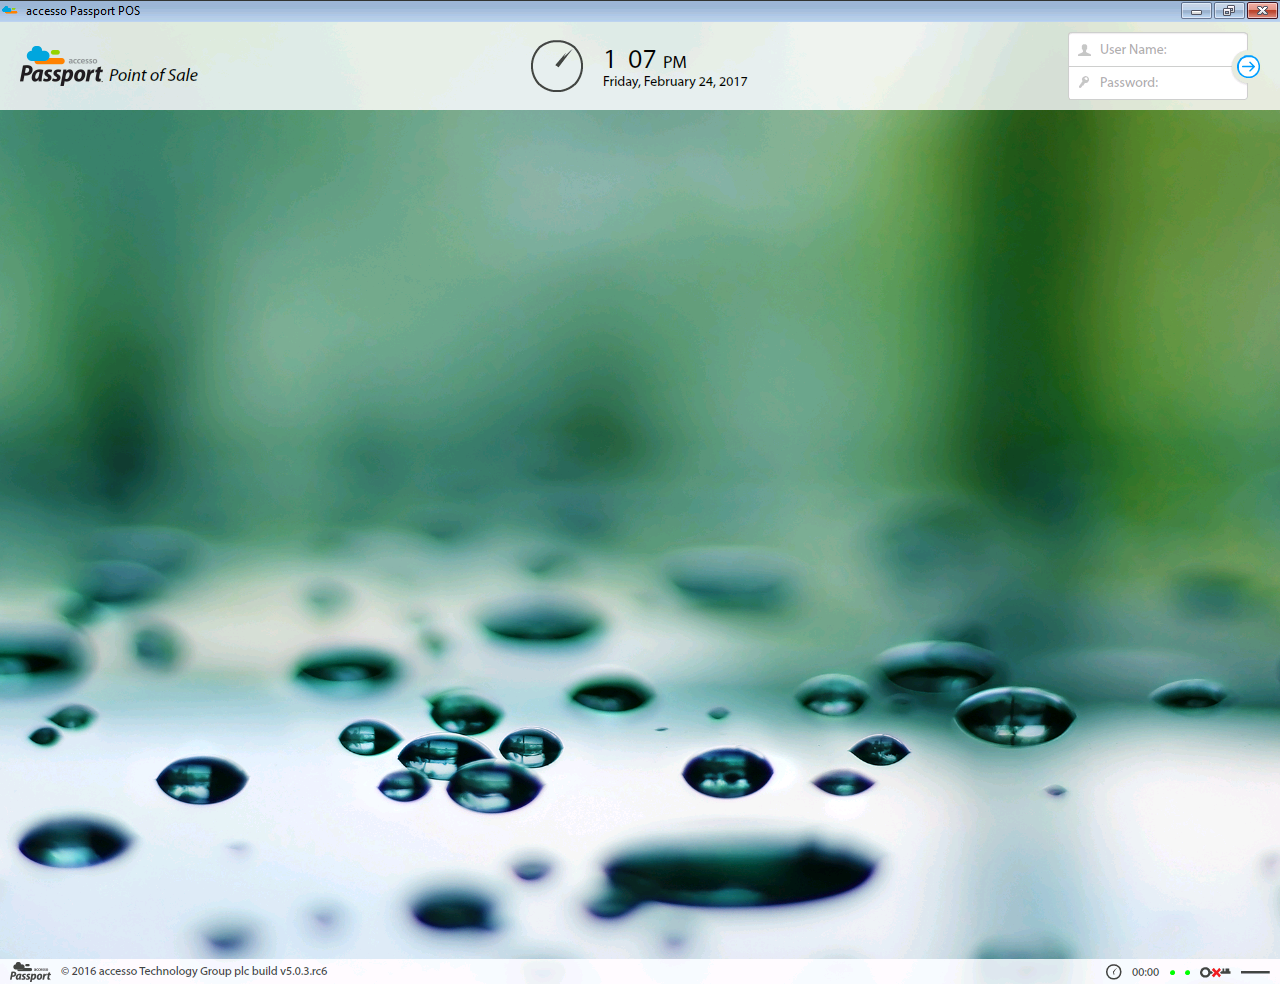 accesso Passport POS
accesso
Passport Point of Sale
1 07 PM
Friday, February 24, 2017
User Name:
Password:
accesso
Passport
© 2016 accesso Technology Group plc build v5.0.3.rc6
00:00